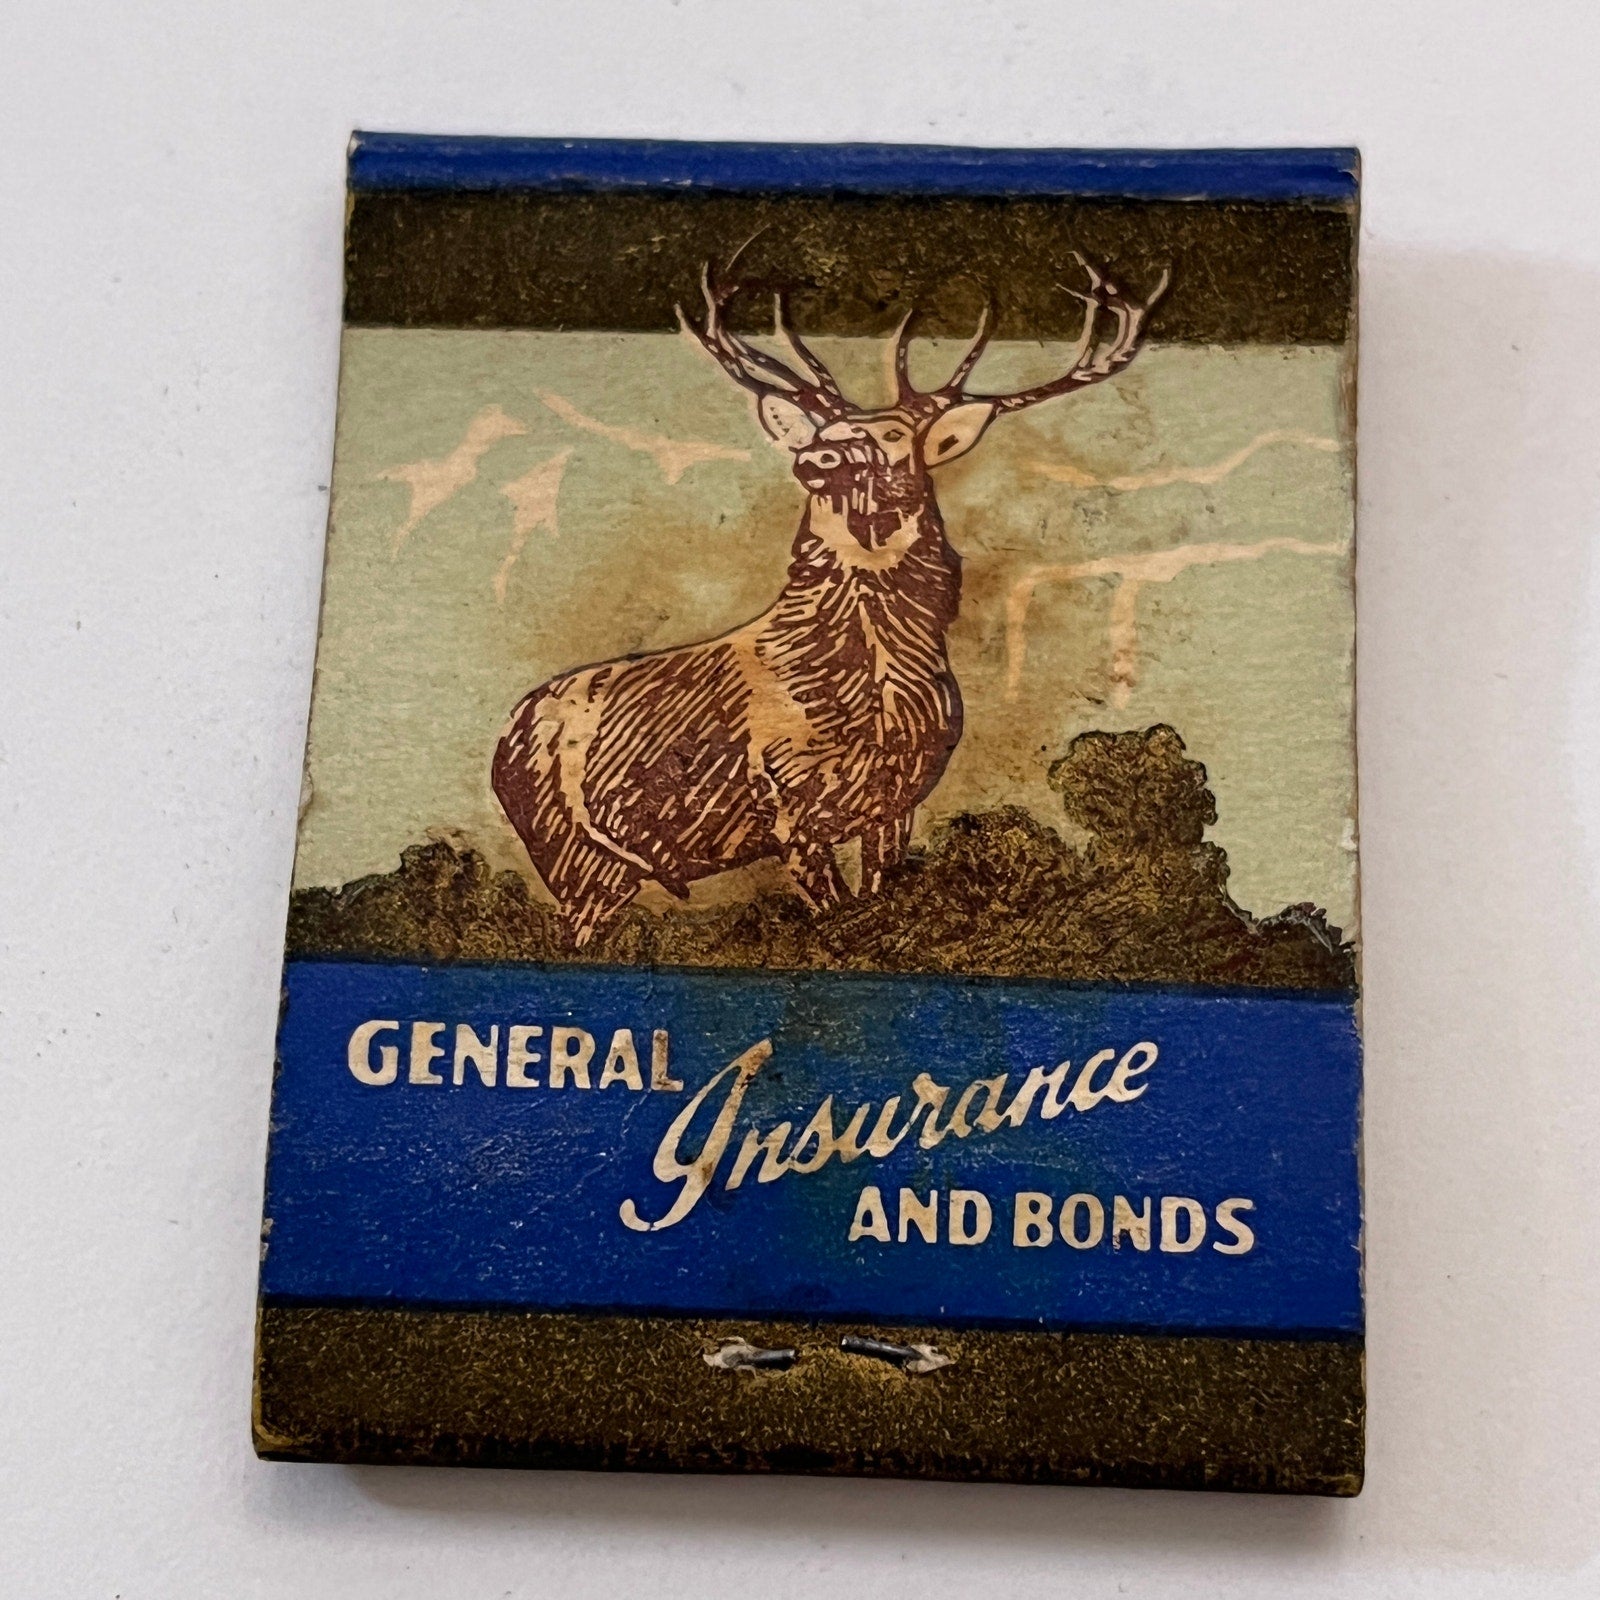 GENERAL
Insurance
AND BONDS